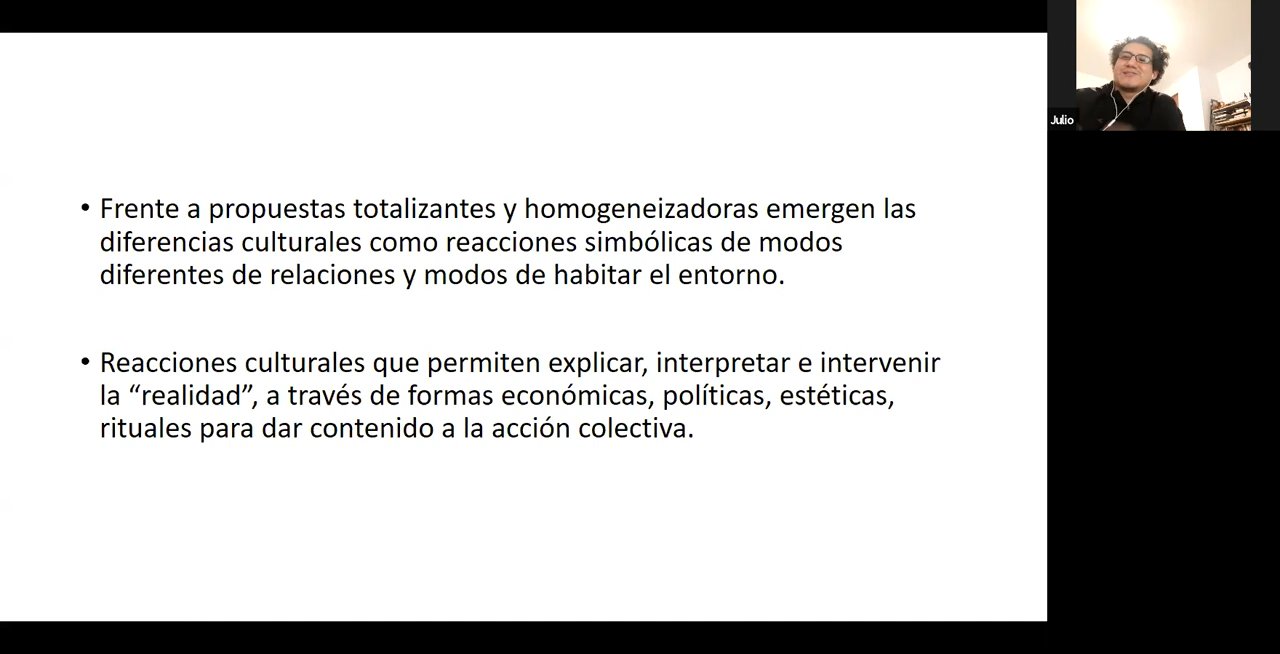 • Frente a propuestas totalizantes y homogeneizadoras emergen las
diferencias culturales como reacciones simbólicas de modos
diferentes de relaciones y modos de habitar el entorno.
• Reacciones culturales que permiten explicar, interpretar e intervenir
la “realidad”, a través de formas económicas, políticas, estéticas,
rituales para dar contenido a la acción colectiva.
Julio